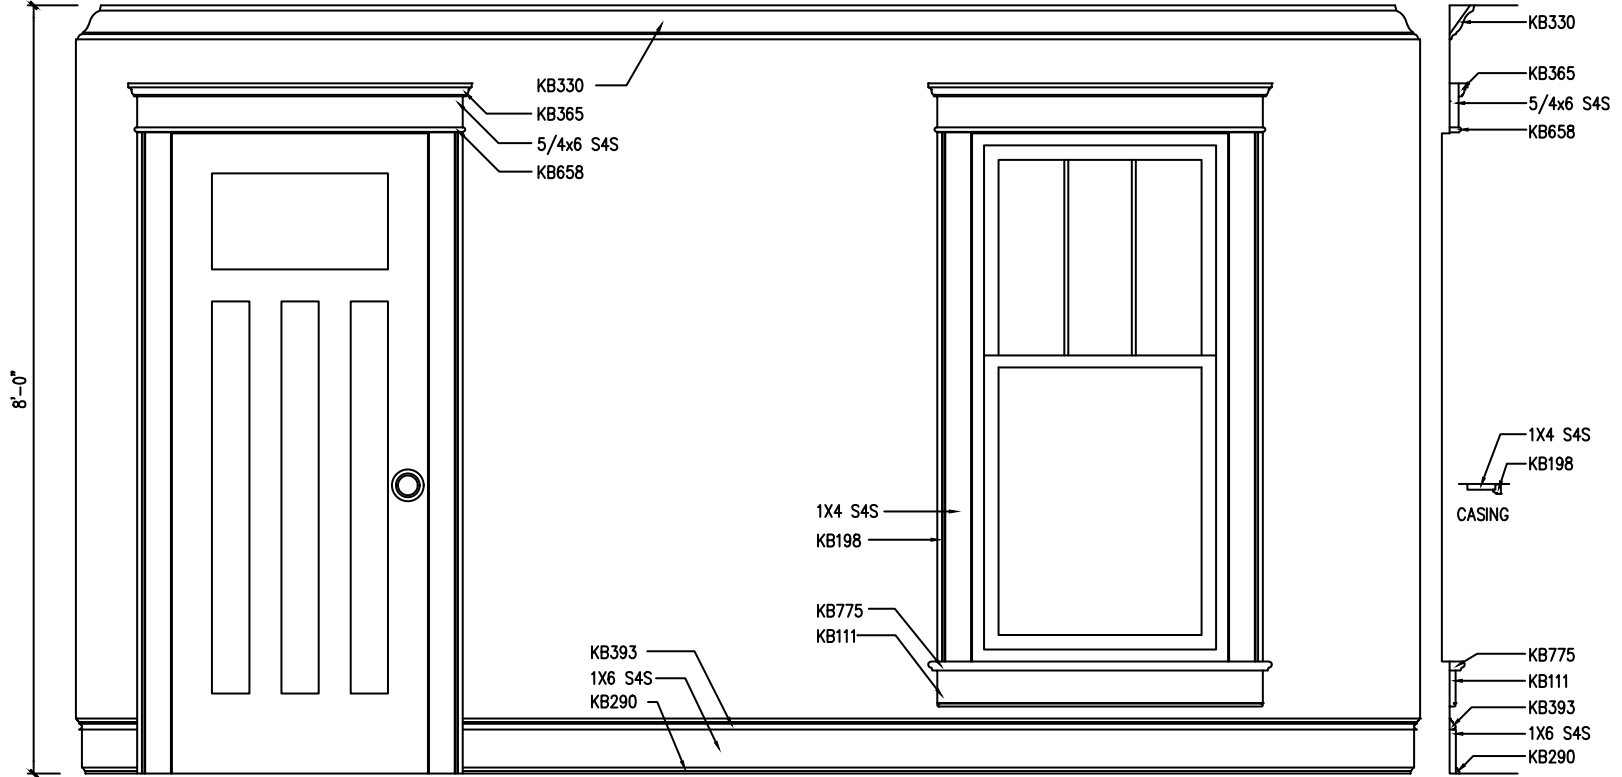 8'-0"
KB330
KB365
5/4x6 S4S
KB658
1X4 S4S
KB198
KB775
KB111
KB393
1X6 S4S
KB290
KB330
KB365
5/4x6 S4S
KB658
1X4 S4S
KB198
CASING
KB775
KB111
KB393
1X6 S4S
KB290